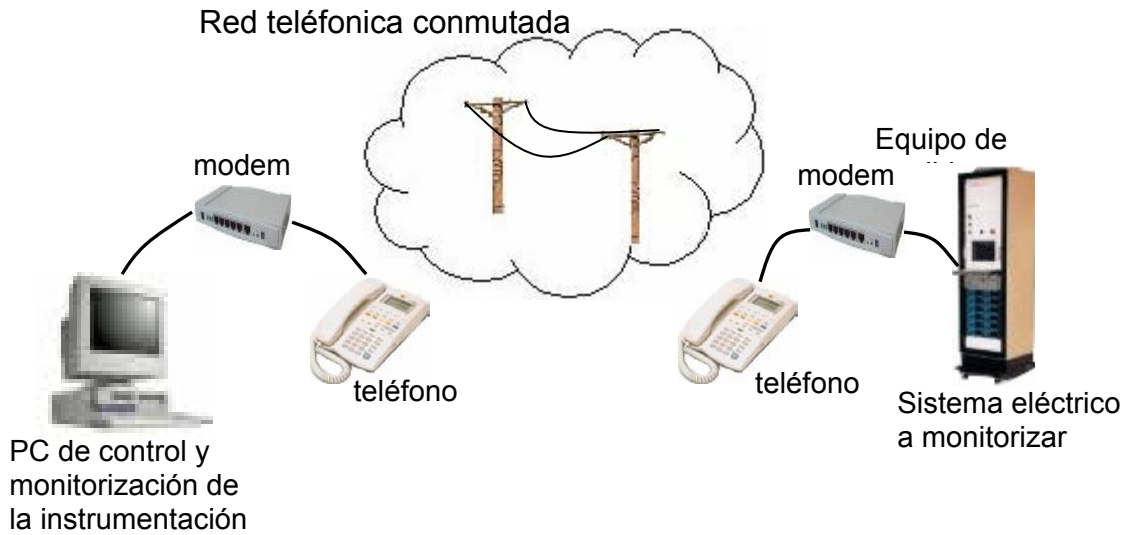 Red teléfonica conmutada
modem
teléfono
PC de control y
monitorización de
la instrumentación
Equipo de
modem
teléfono
Sistema eléctrico
a monitorizar